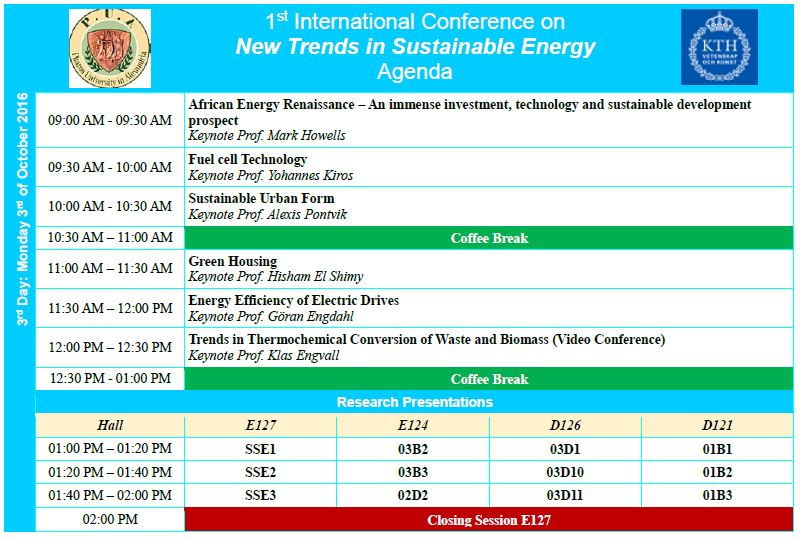 1st International Conference on
New Trends in Sustainable Energy
Agenda
P U A
Pharos University in Alexandria
KTH
VETENSKAP
OCH KONST
3rd Day: Monday 3rd of October 2016
09:00 AM - 09:30 AM
African Energy Renaissance – An immense investment, technology and sustainable development
prospect
Keynote Prof. Mark Howells
09:30 AM - 10:00 AM
Fuel cell Technology
Keynote Prof. Yohannes Kiros
10:00 AM - 10:30 AM
Sustainable Urban Form
Keynote Prof. Alexis Pontvik
10:30 AM – 11:00 AM Coffee Break
11:00 AM – 11:30 AM
Green Housing
Keynote Prof. Hisham El Shimy
11:30 AM – 12:00 PM
Energy Efficiency of Electric Drives
Keynote Prof. Göran Engdahl
12:00 PM – 12:30 PM
Trends in Thermochemical Conversion of Waste and Biomass (Video Conference)
Keynote Prof. Klas Engvall
12:30 PM - 01:00 PM Coffee Break
Research Presentations
Hall E127 E124 D126 D121
01:00 PM – 01:20 PM SSE1 03B2 03D1 01B1
01:20 PM – 01:40 PM SSE2 03B3 03D10 01B2
01:40 PM – 02:00 PM SSE3 02D2 03D11 01B3
02:00 PM Closing Session E127